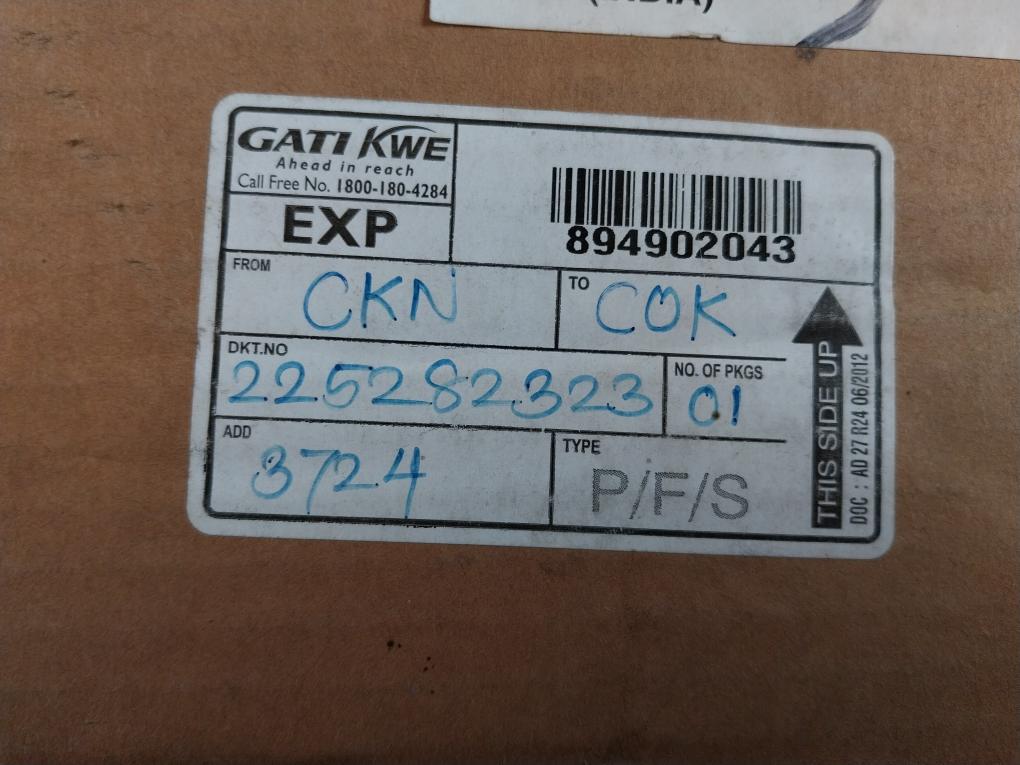 (INDIA)
GATI KWE
Ahead in reach
Call Free No. 1800-180-4284
EXP
894902043
FROM CKN
TO COK
DKT.NO 225282323
NO. OF PKGS 01
ADD 3724
TYPE P/F/S
THIS SIDE UP
DOC : AD 27 R24 06/2012